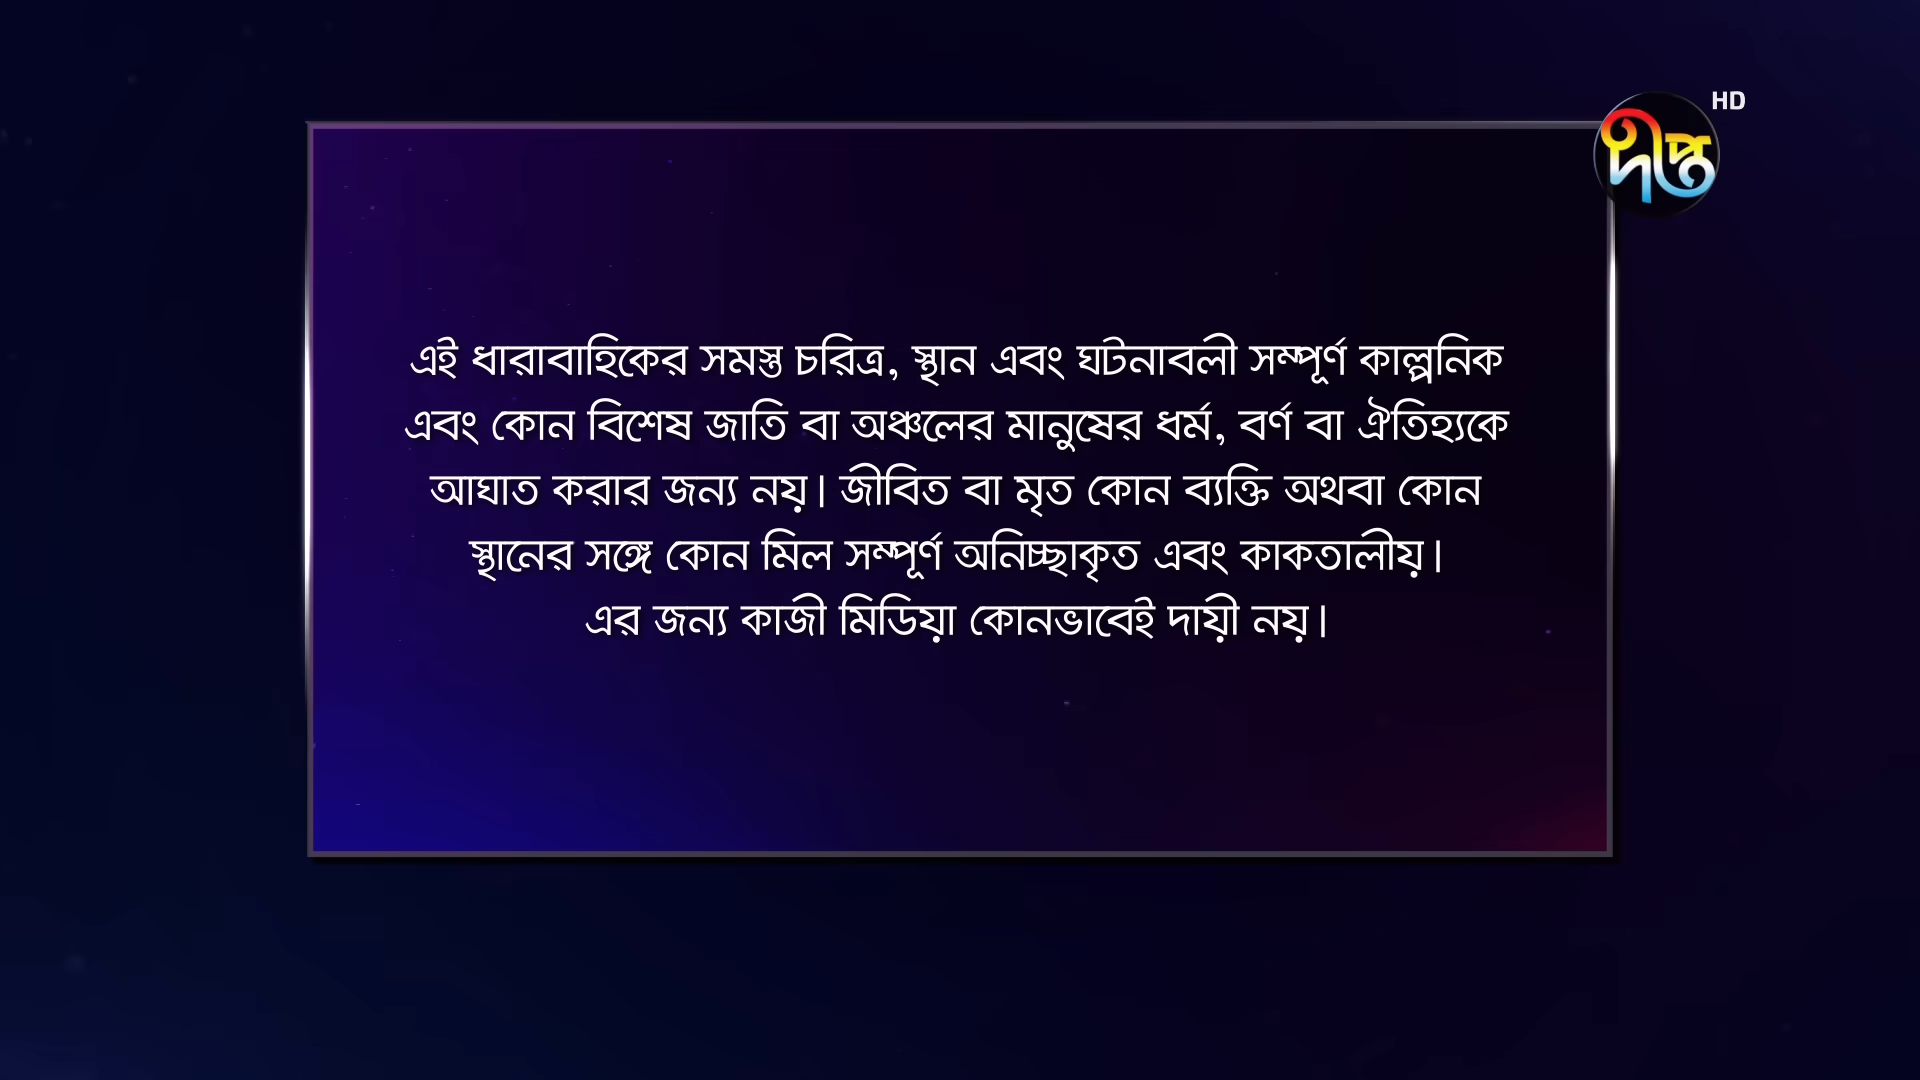 HD
দীপ্ত
এই ধারাবাহিকের সমস্ত চরিত্র, স্থান এবং ঘটনাবলী সম্পূর্ণ কাল্পনিক
এবং কোন বিশেষ জাতি বা অঞ্চলের মানুষের ধর্ম, বর্ণ বা ঐতিহ্যকে
আঘাত করার জন্য নয়। জীবিত বা মৃত কোন ব্যক্তি অথবা কোন
স্থানের সঙ্গে কোন মিল সম্পূর্ণ অনিচ্ছাকৃত এবং কাকতালীয়।
এর জন্য কাজী মিডিয়া কোনভাবেই দায়ী নয়।